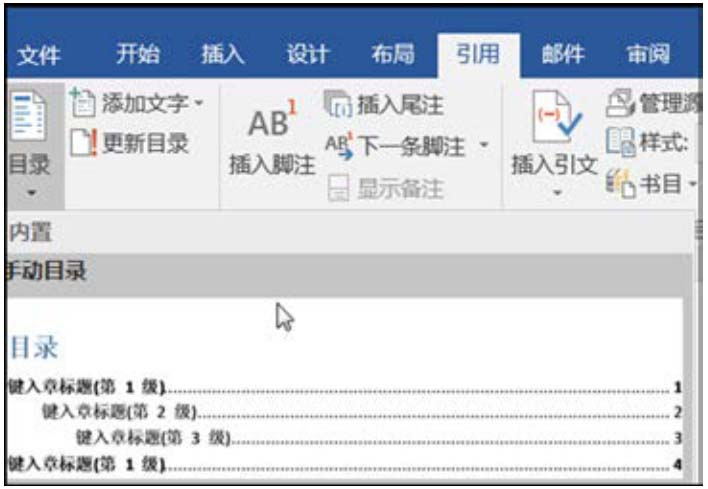 文件 开始 插入 设计 布局 引用 邮件 审阅
目录
添加文字
更新目录
AB1
插入脚注
[i] 插入尾注
AB1 下一条脚注
显示备注
(-)
插入引文
管理源
样式:
书目
内置
手动目录
目录
键入章标题(第 1 级)........................................1
键入章标题(第 2 级)........................................2
键入章标题(第 3 级)........................................3
键入章标题(第 1 级)........................................4